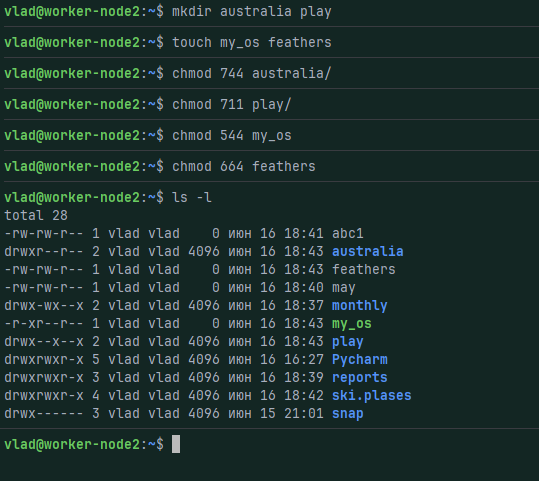 vlad@worker-node2:~$ mkdir australia play
vlad@worker-node2:~$ touch my_os feathers
vlad@worker-node2:~$ chmod 744 australia/
vlad@worker-node2:~$ chmod 711 play/
vlad@worker-node2:~$ chmod 544 my_os
vlad@worker-node2:~$ chmod 664 feathers
vlad@worker-node2:~$ ls -l
total 28
-rw-rw-r-- 1 vlad vlad    0 июн 16 18:41 abc1
drwxr--r-- 2 vlad vlad 4096 июн 16 18:43 australia
-rw-rw-r-- 1 vlad vlad    0 июн 16 18:43 feathers
-rw-rw-r-- 1 vlad vlad    0 июн 16 18:40 may
drwx-wx--x 2 vlad vlad 4096 июн 16 18:37 monthly
-r-xr--r-- 1 vlad vlad    0 июн 16 18:43 my_os
drwx--x--x 2 vlad vlad 4096 июн 16 18:43 play
drwxrwxr-x 5 vlad vlad 4096 июн 16 16:27 Pycharm
drwxrwxr-x 3 vlad vlad 4096 июн 16 18:39 reports
drwxrwxr-x 4 vlad vlad 4096 июн 16 18:42 ski.plases
drwx------ 3 vlad vlad 4096 июн 15 21:01 snap
vlad@worker-node2:~$